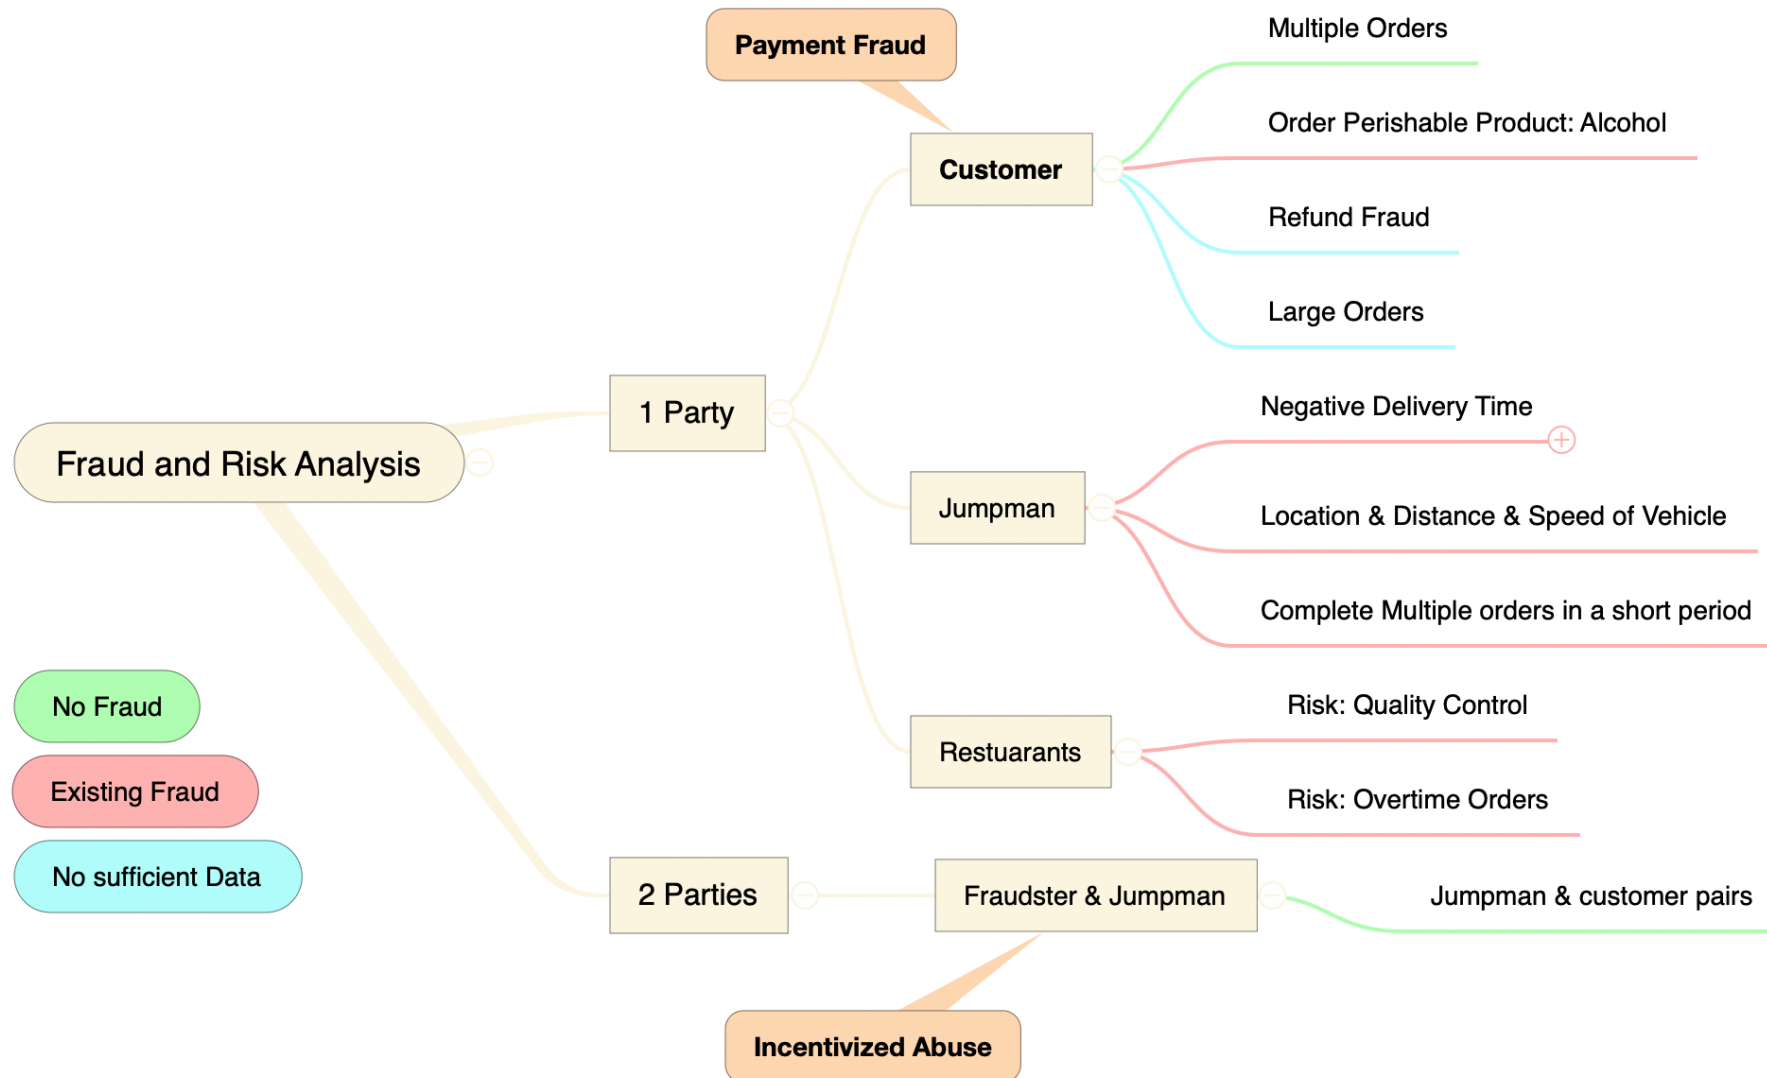 Payment Fraud
Multiple Orders
Order Perishable Product: Alcohol
Customer
Refund Fraud
Large Orders
1 Party
Negative Delivery Time
Fraud and Risk Analysis
Jumpman
Location & Distance & Speed of Vehicle
Complete Multiple orders in a short period
No Fraud
Risk: Quality Control
Restuarants
Existing Fraud
Risk: Overtime Orders
No sufficient Data
2 Parties
Fraudster & Jumpman
Jumpman & customer pairs
Incentivized Abuse